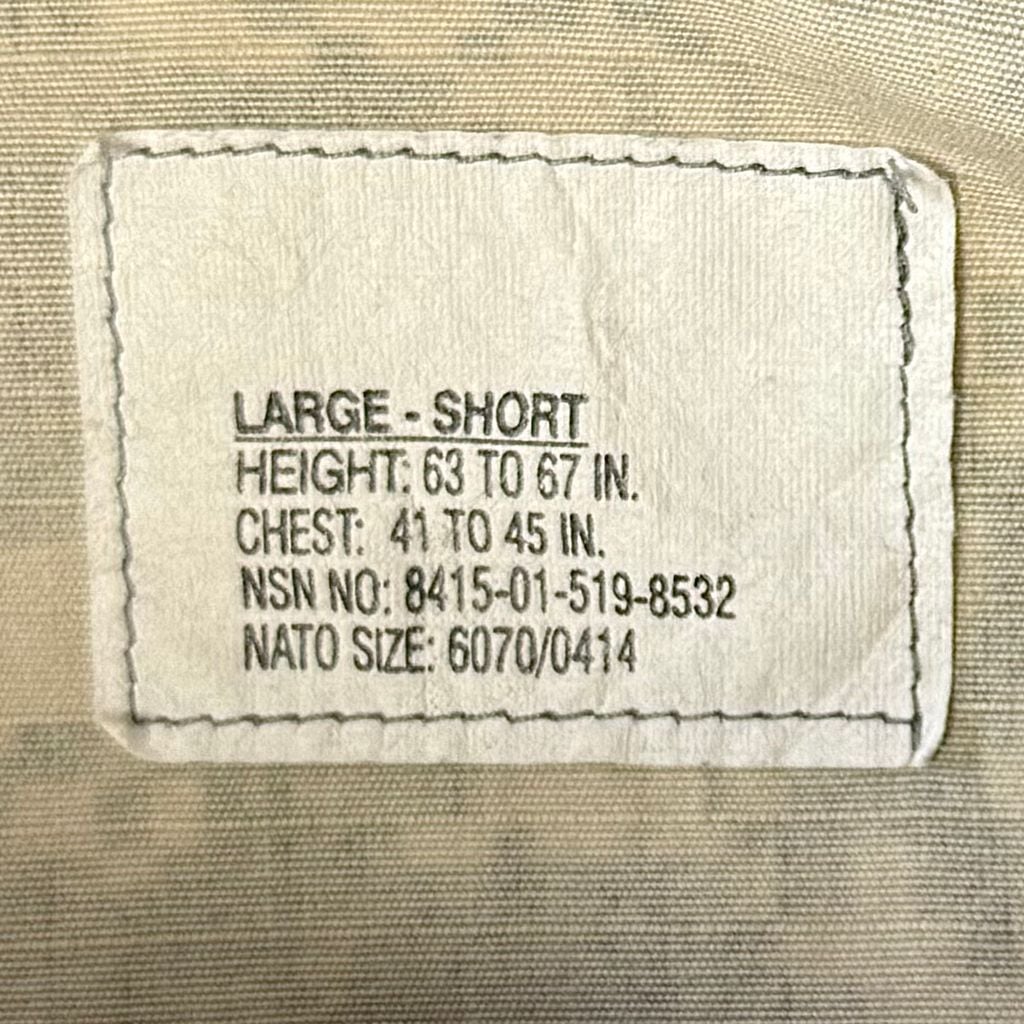 LARGE - SHORT
HEIGHT: 63 TO 67 IN.
CHEST: 41 TO 45 IN.
NSN NO: 8415-01-519-8532
NATO SIZE: 6070/0414